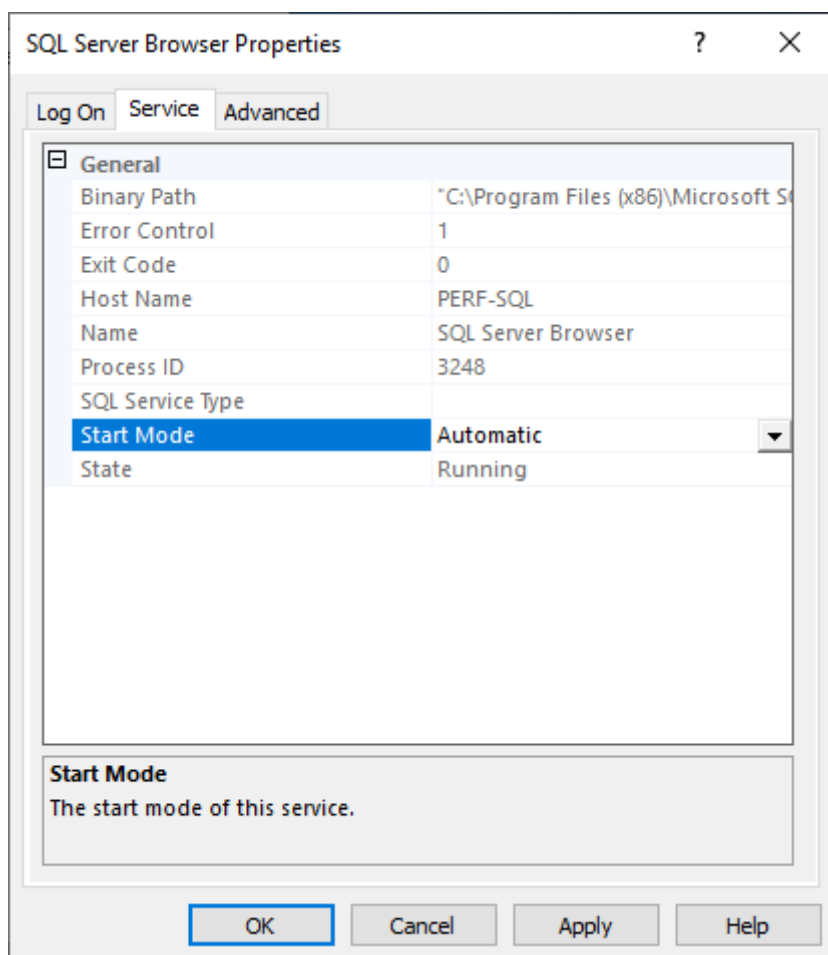 SQL Server Browser Properties ? ×
Log On Service Advanced
General
Binary Path "C:\Program Files (x86)\Microsoft
Error Control 1
Exit Code 0
Host Name PERF-SQL
Name SQL Server Browser
Process ID 3248
SQL Service Type
Start Mode Automatic
State Running
Start Mode
The start mode of this service.
OK Cancel Apply Help